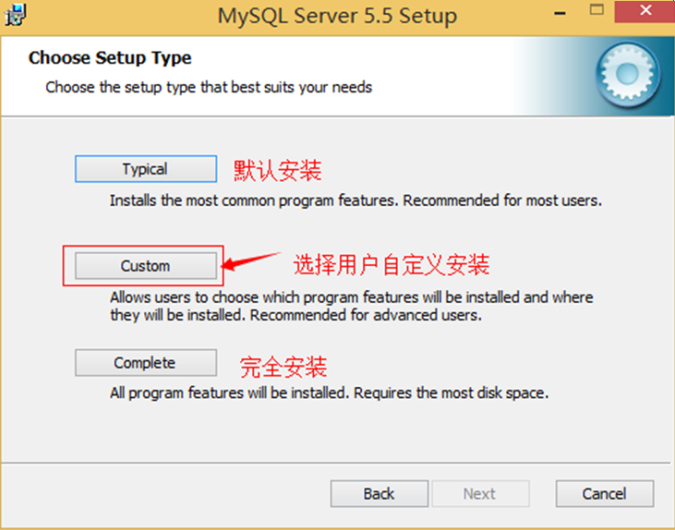 MySQL Server 5.5 Setup
Choose Setup Type
Choose the setup type that best suits your needs
Typical 默认安装
Installs the most common program features. Recommended for most users.
Custom 选择用户自定义安装
Allows users to choose which program features will be installed and where
they will be installed. Recommended for advanced users.
Complete 完全安装
All program features will be installed. Requires the most disk space.
Back Next Cancel